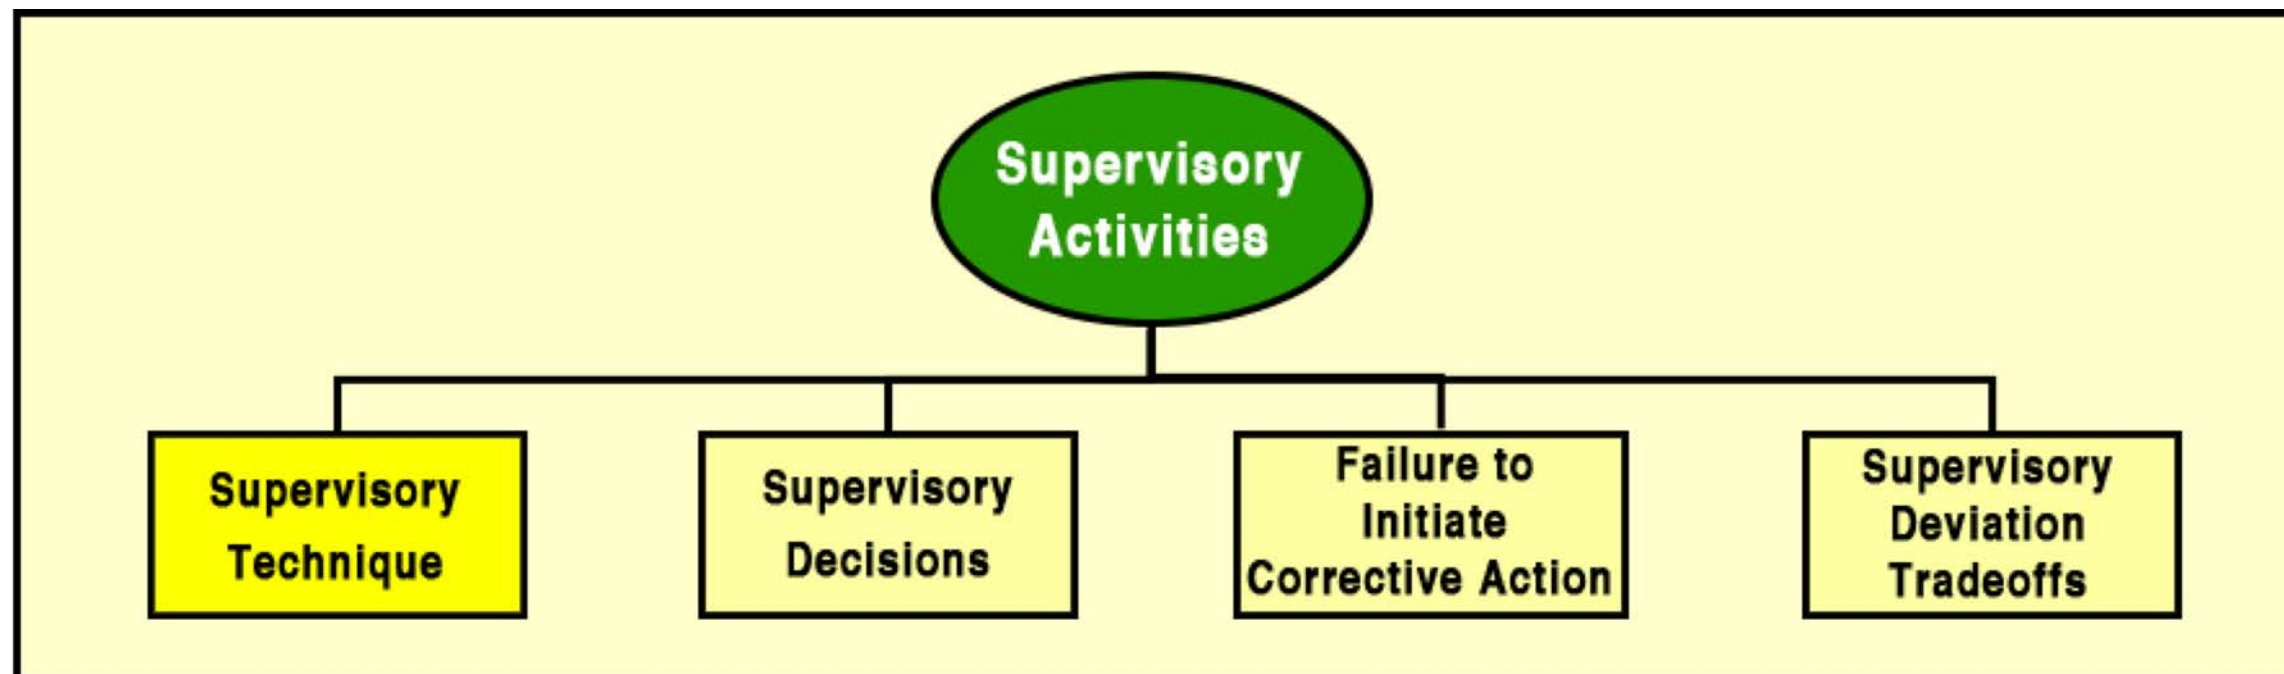 Supervisory
Activities
Supervisory
Technique
Supervisory
Decisions
Failure to
Initiate
Corrective Action
Supervisory
Deviation
Tradeoffs